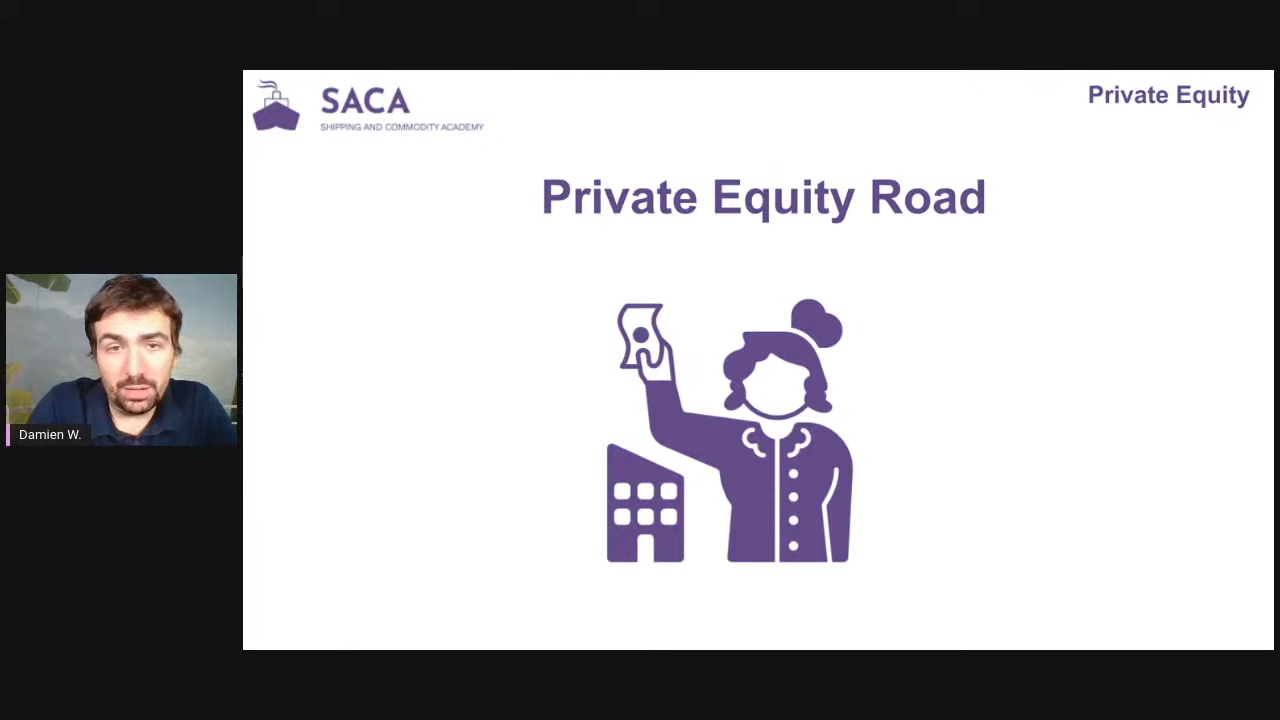 SACA
SHIPPING AND COMMODITY ACADEMY
Private Equity
Private Equity Road
Damien W.